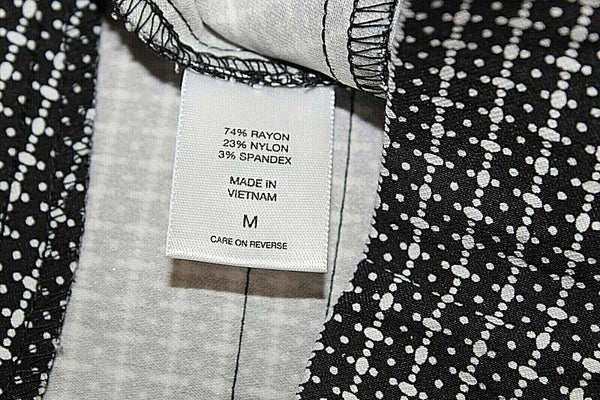 74% RAYON
23% NYLON
3% SPANDEX
MADE IN
VIETNAM
M
CARE ON REVERSE